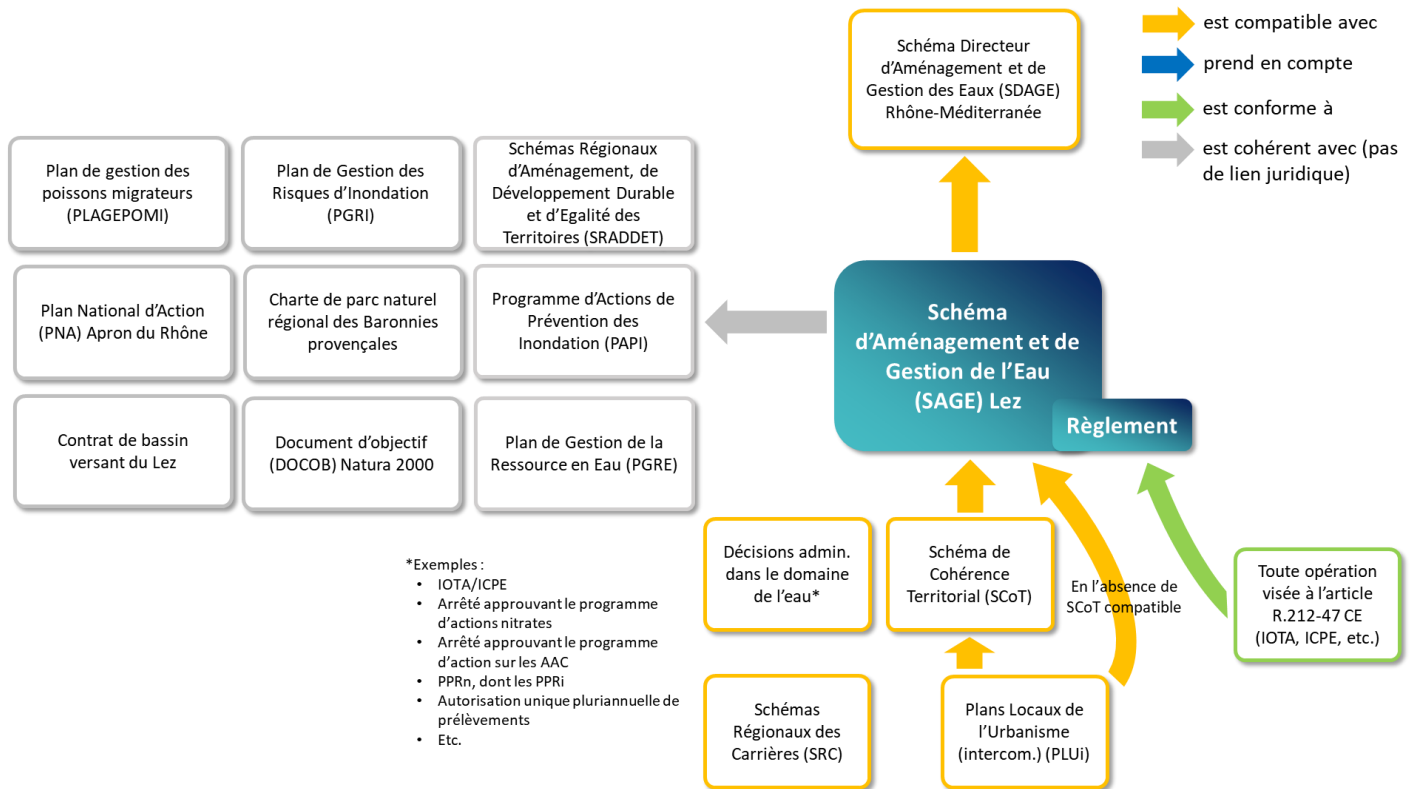 Schéma Directeur
d'Aménagement et de
Gestion des Eaux (SDAGE)
Rhône-Méditerranée
est compatible avec
prend en compte
est conforme à
est cohérent avec (pas
de lien juridique)
Plan de gestion des
poissons migrateurs
(PLAGEPOMI)
Plan de Gestion des
Risques d'Inondation
(PGRI)
Schémas Régionaux
d'Aménagement, de
Développement Durable
et d'Egalité des
Territoires (SRADDET)
Plan National d'Action
(PNA) Apron du Rhône
Charte de parc naturel
régional des Baronnies
provençales
Programme d'Actions de
Prévention des
Inondation (PAPI)
Contrat de bassin
versant du Lez
Document d'objectif
(DOCOB) Natura 2000
Plan de Gestion de la
Ressource en Eau (PGRE)
Schéma
d'Aménagement et de
Gestion de l'Eau
(SAGE) Lez
Règlement
Décisions admin.
dans le domaine
de l'eau*
Schéma de
Cohérence
Territorial (SCoT)
En l'absence de
SCoT compatible
Toute opération
visée à l'article
R.212-47 CE
(IOTA, ICPE, etc.)
Schémas
Régionaux des
Carrières (SRC)
Plans Locaux de
l'Urbanisme
(intercom.) (PLUi)
*Exemples :
• IOTA/ICPE
• Arrêté approuvant le programme
d'actions nitrates
• Arrêté approuvant le programme
d'action sur les AAC
• PPRn, dont les PPRi
• Autorisation unique pluriannuelle de
prélèvements
• Etc.